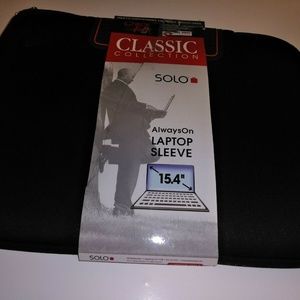 CLASSIC
COLLECTION
SOLO
AlwaysOn
LAPTOP
SLEEVE
15.4"
SOLO